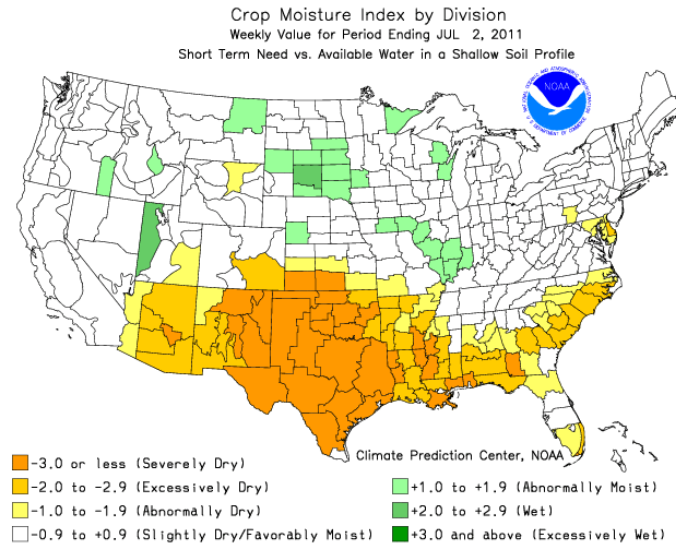 Crop Moisture Index by Division
Weekly Value for Period Ending JUL 2, 2011
Short Term Need vs. Available Water in a Shallow Soil Profile
NOAA
Climate Prediction Center, NOAA
-3.0 or less (Severely Dry)
-2.0 to -2.9 (Excessively Dry)
-1.0 to -1.9 (Abnormally Dry)
-0.9 to +0.9 (Slightly Dry/Favorably Moist)
+1.0 to +1.9 (Abnormally Moist)
+2.0 to +2.9 (Wet)
+3.0 and above (Excessively Wet)